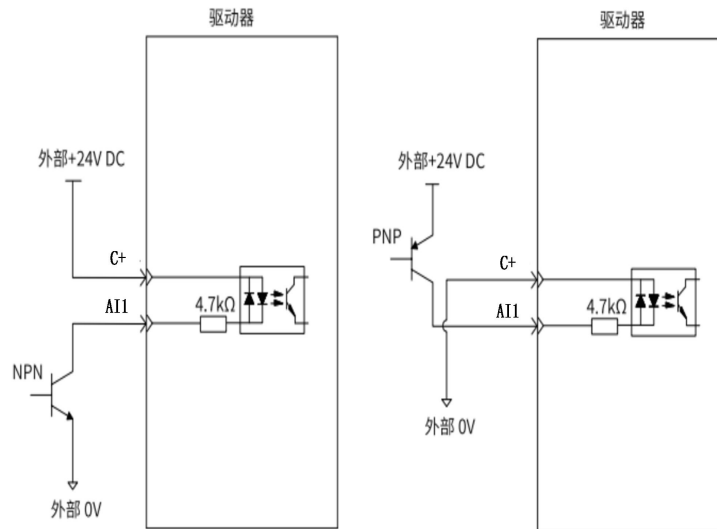 驱动器
外部+24V DC
C+
AI1
4.7kΩ
NPN
外部 0V
驱动器
外部+24V DC
PNP
C+
AI1
4.7kΩ
外部 0V